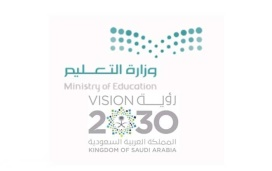 وزارة التعليم
Ministry of Education
VISION رؤية
2030
المملكة العربية السعودية
KINGDOM OF SAUDI ARABIA